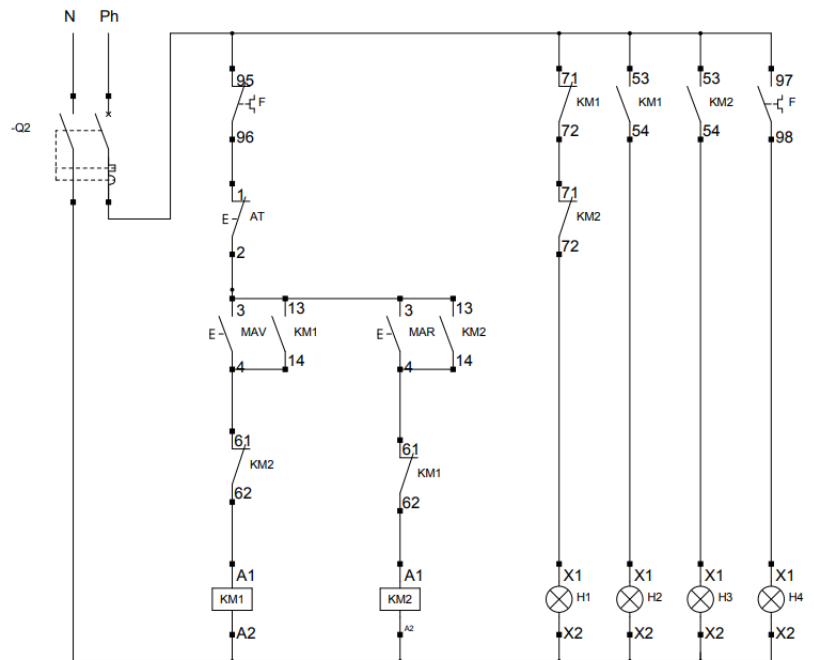 N Ph
95 71 53 53 97
F KM1 KM1 KM2 F
-Q2
96 72 54 54 98
1 71
E AT KM2
2 72
3 13 3 13
E MAV KM1 E MAR KM2
4 14 4 14
61 61
KM2 KM1
62 62
A1 A1 X1 X1 X1 X1
KM1 KM2 H1 H2 H3 H4
A2 A2 X2 X2 X2 X2